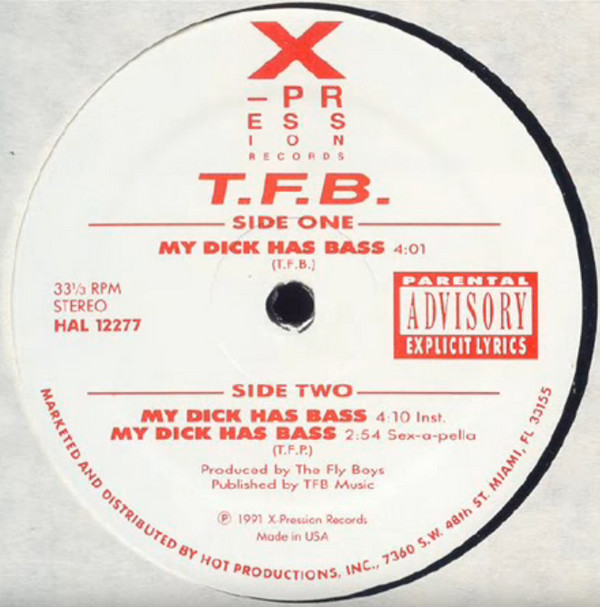 X
-PR
ESS
ION
RECORDS
T.F.B.
SIDE ONE
MY DICK HAS BASS 4:01
(T.F.B.)
33⅓ RPM
STEREO
HAL 12277
PARENTAL
ADVISORY
EXPLICIT LYRICS
SIDE TWO
MY DICK HAS BASS 4:10 Inst.
MY DICK HAS BASS 2:54 Sex-a-pella
(T.F.P.)
Produced by The Fly Boys
Published by TFB Music
℗ 1991 X-Pression Records
Made in USA
MARKETED AND DISTRIBUTED BY HOT PRODUCTIONS, INC., 7360 S.W. 48th ST. MIAMI, FL 33155